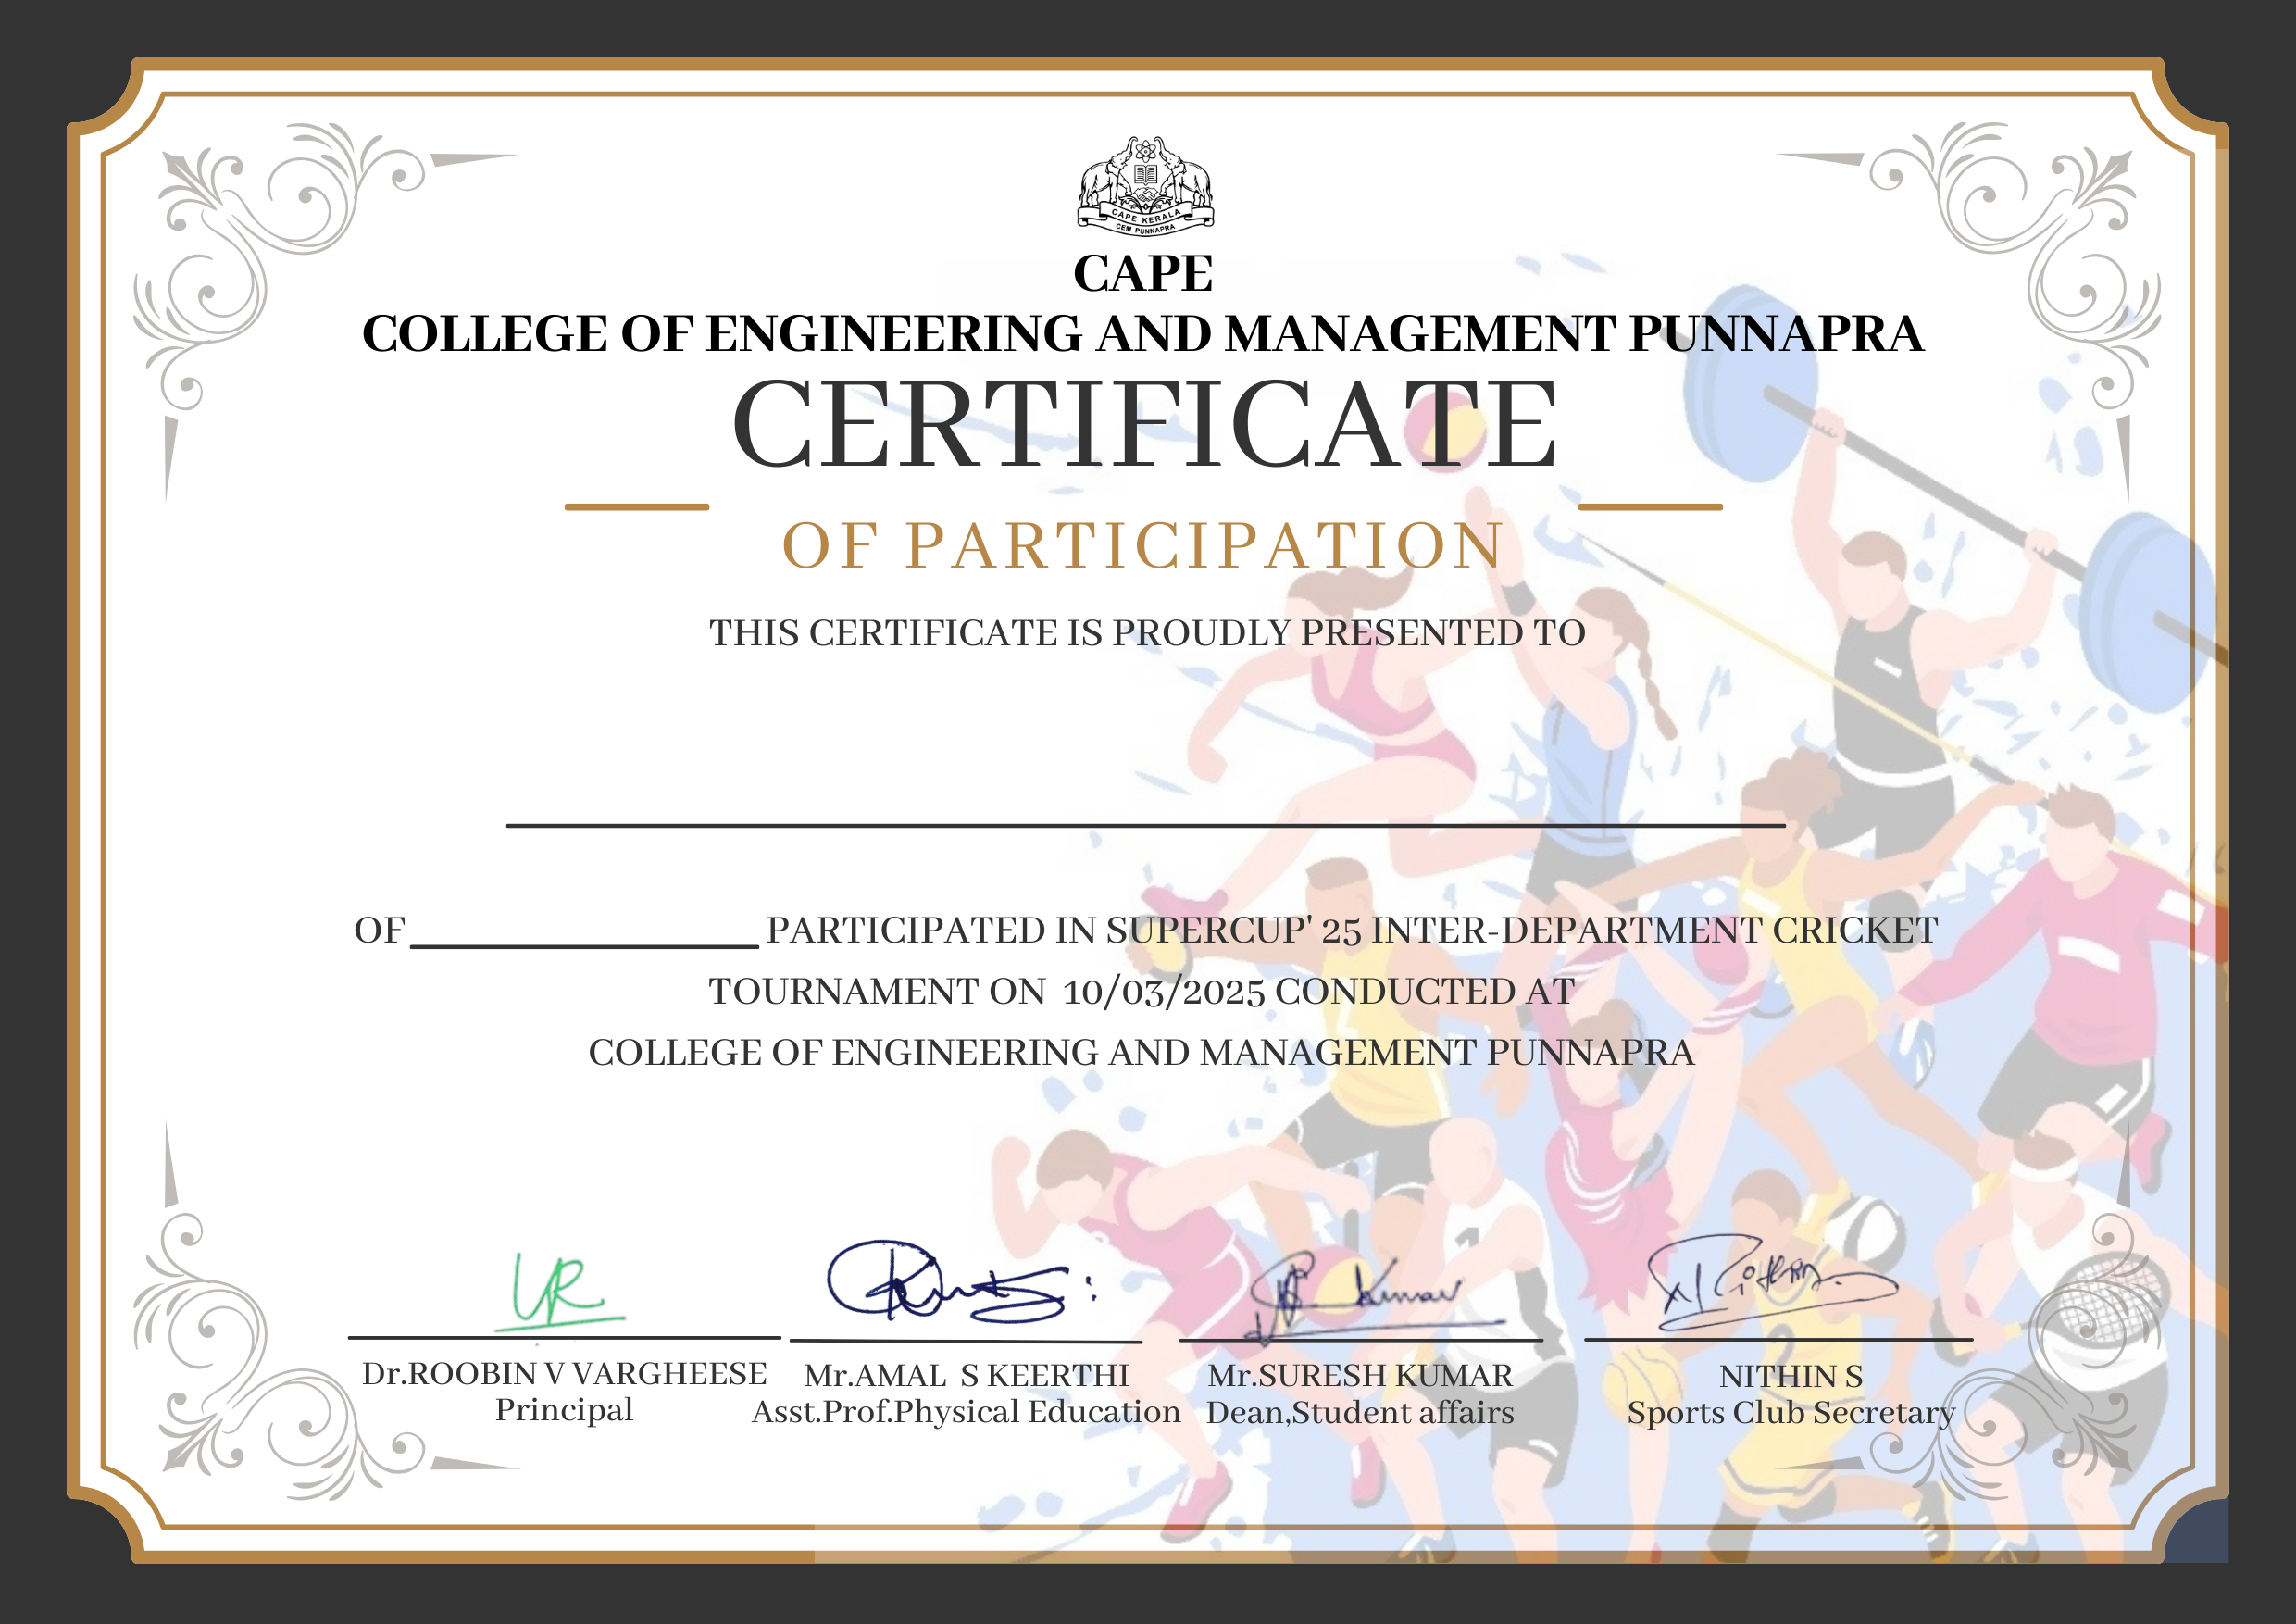 CAPE KERALA
CEM PUNNAPRA
CAPE
COLLEGE OF ENGINEERING AND MANAGEMENT PUNNAPRA
CERTIFICATE
OF PARTICIPATION
THIS CERTIFICATE IS PROUDLY PRESENTED TO
OF PARTICIPATED IN SUPERCUP' 25 INTER-DEPARTMENT CRICKET
TOURNAMENT ON 10/03/2025 CONDUCTED AT
COLLEGE OF ENGINEERING AND MANAGEMENT PUNNAPRA
Kumar
Dr.ROOBIN V VARGHEESE
Principal
Mr.AMAL S KEERTHI
Asst.Prof.Physical Education
Mr.SURESH KUMAR
Dean,Student affairs
NITHIN S
Sports Club Secretary